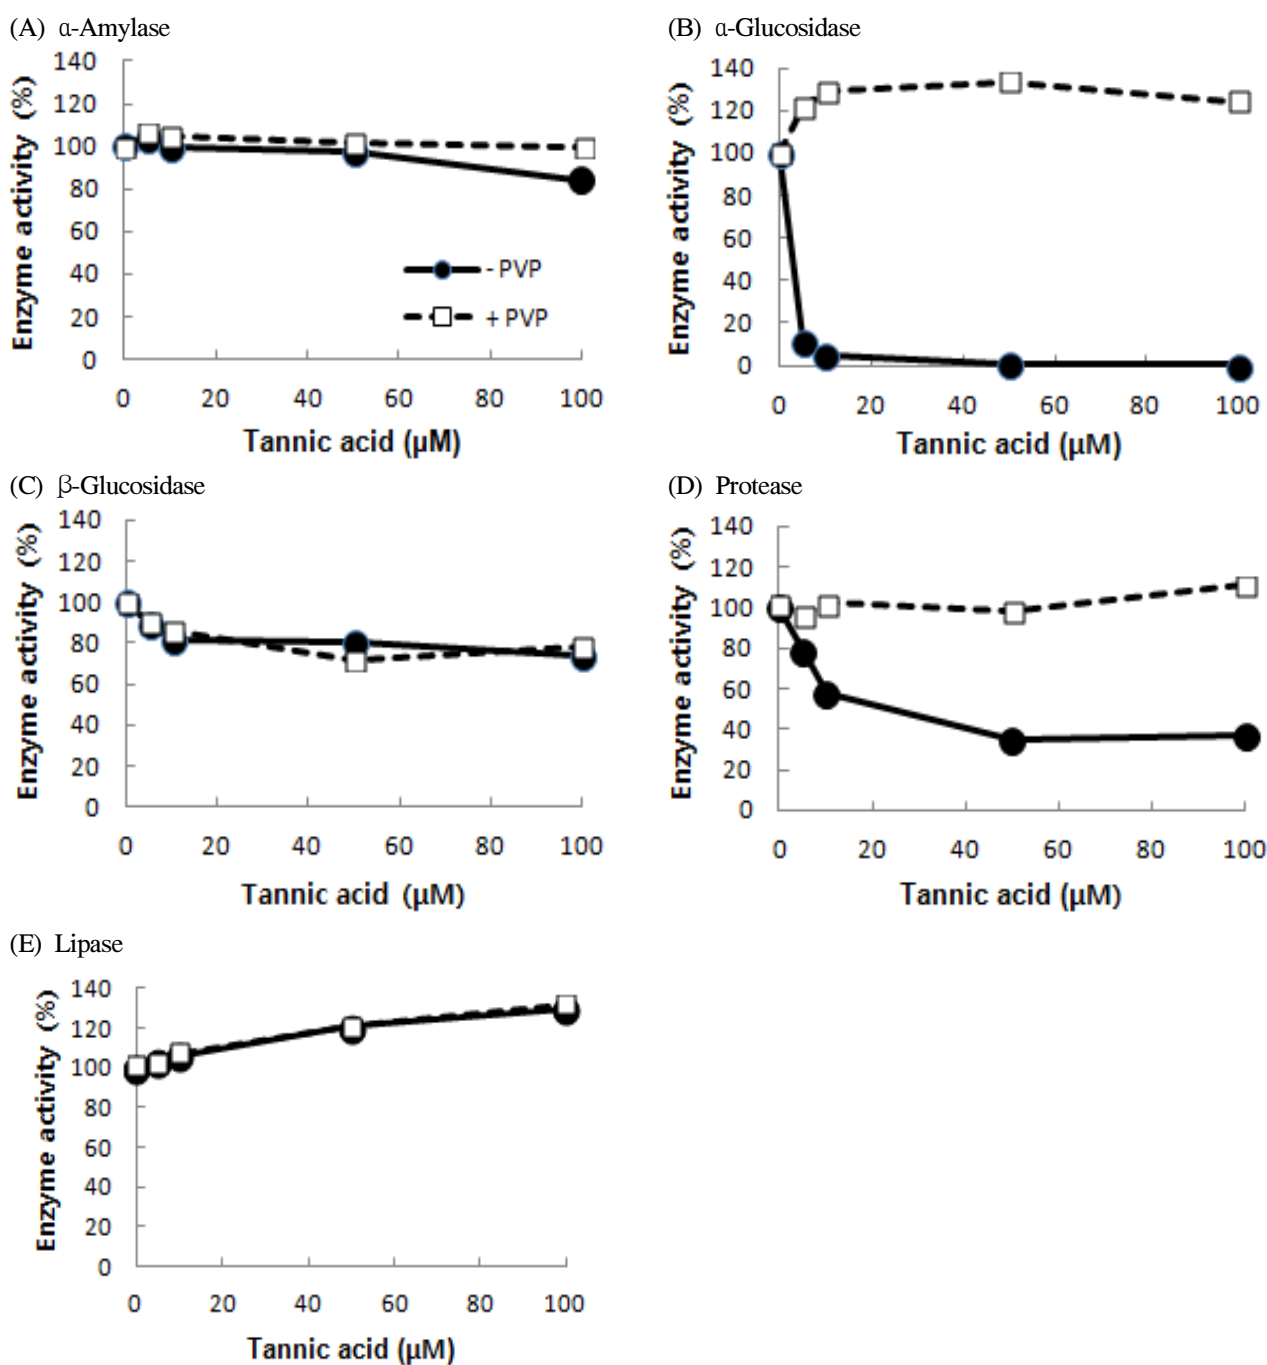 (A) α-Amylase
Enzyme activity (%)
140
120
100
80
60
40
20
0
- PVP
+ PVP
0 20 40 60 80 100
Tannic acid (μM)
(B) α-Glucosidase
Enzyme activity (%)
140
120
100
80
60
40
20
0
0 20 40 60 80 100
Tannic acid (μM)
(C) β-Glucosidase
Enzyme activity (%)
140
120
100
80
60
40
20
0
0 20 40 60 80 100
Tannic acid (μM)
(D) Protease
Enzyme activity (%)
140
120
100
80
60
40
20
0
0 20 40 60 80 100
Tannic acid (μM)
(E) Lipase
Enzyme activity (%)
140
120
100
80
60
40
20
0
0 20 40 60 80 100
Tannic acid (μM)